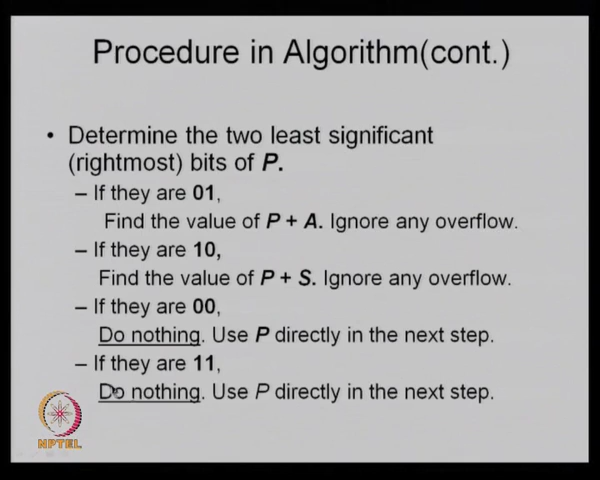 Procedure in Algorithm(cont.)
• Determine the two least significant
(rightmost) bits of P.
– If they are 01,
Find the value of P + A. Ignore any overflow.
– If they are 10,
Find the value of P + S. Ignore any overflow.
– If they are 00,
Do nothing. Use P directly in the next step.
– If they are 11,
Do nothing. Use P directly in the next step.
NPTEL